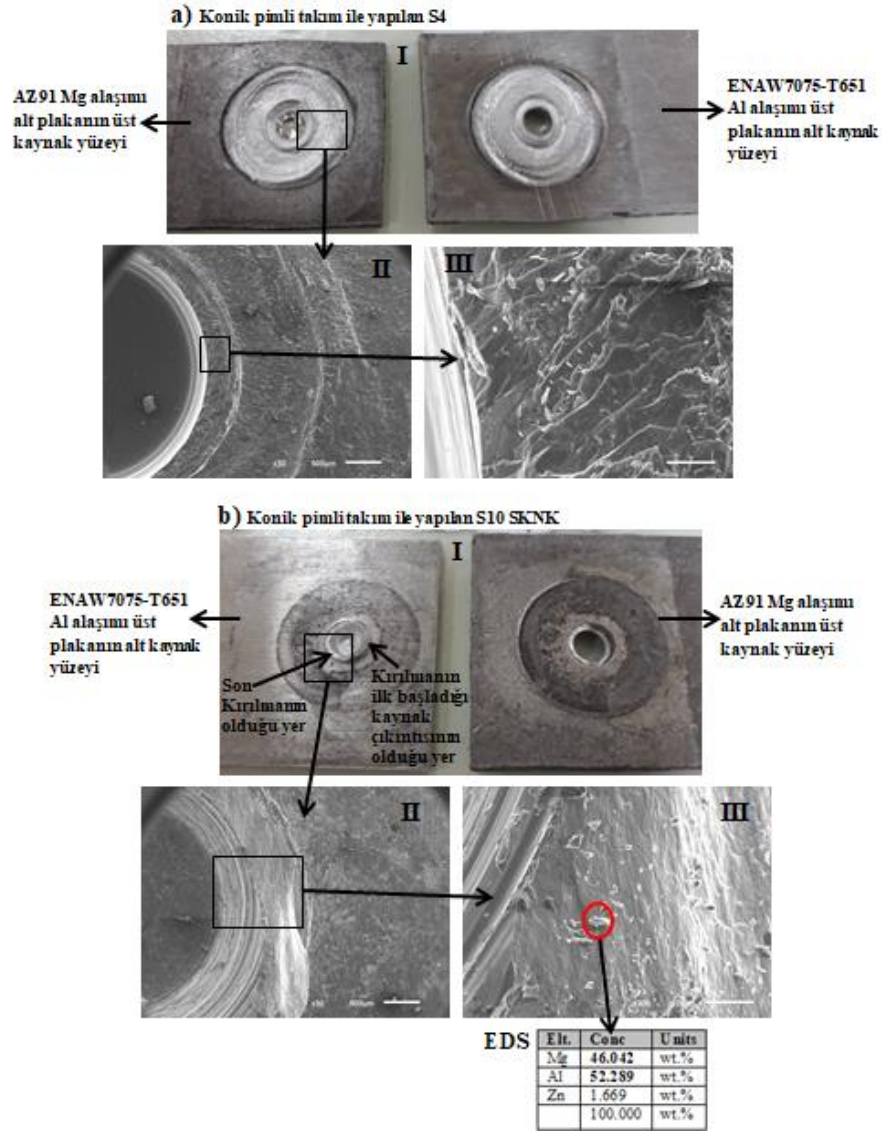 a) Konik pimli takım ile yapılan S4
I
AZ91 Mg alaşımı
alt plakanın üst
kaynak yüzeyi
ENAW7075-T651
Al alaşımı üst
plakanın alt kaynak
yüzeyi
II
III
x30 500µm
b) Konik pimli takım ile yapılan S10 SKNK
I
ENAW7075-T651
Al alaşımı üst
plakanın alt kaynak
yüzeyi
AZ91 Mg alaşımı
alt plakanın üst
kaynak yüzeyi
Son
Kırılmanın
olduğu yer
Kırılmanın
ilk başladığı
kaynak
çıkıntısının
olduğu yer
II
III
x30
EDS
Elt. Conc Units
Mg 46.042 wt.%
Al 52.289 wt.%
Zn 1.669 wt.%
100.000 wt.%